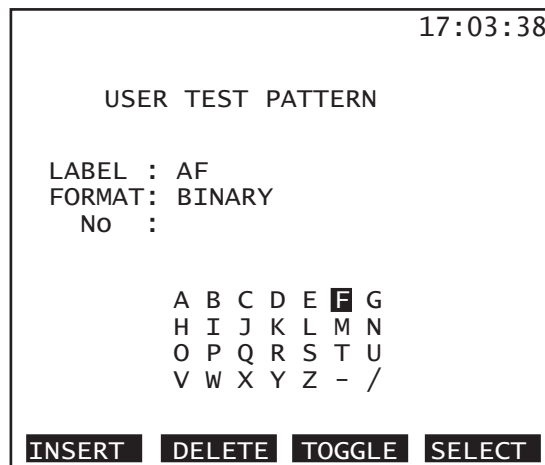 17:03:38
USER TEST PATTERN
LABEL : AF
FORMAT: BINARY
No :
A B C D E F G
H I J K L M N
O P Q R S T U
V W X Y Z - /
INSERT DELETE TOGGLE SELECT